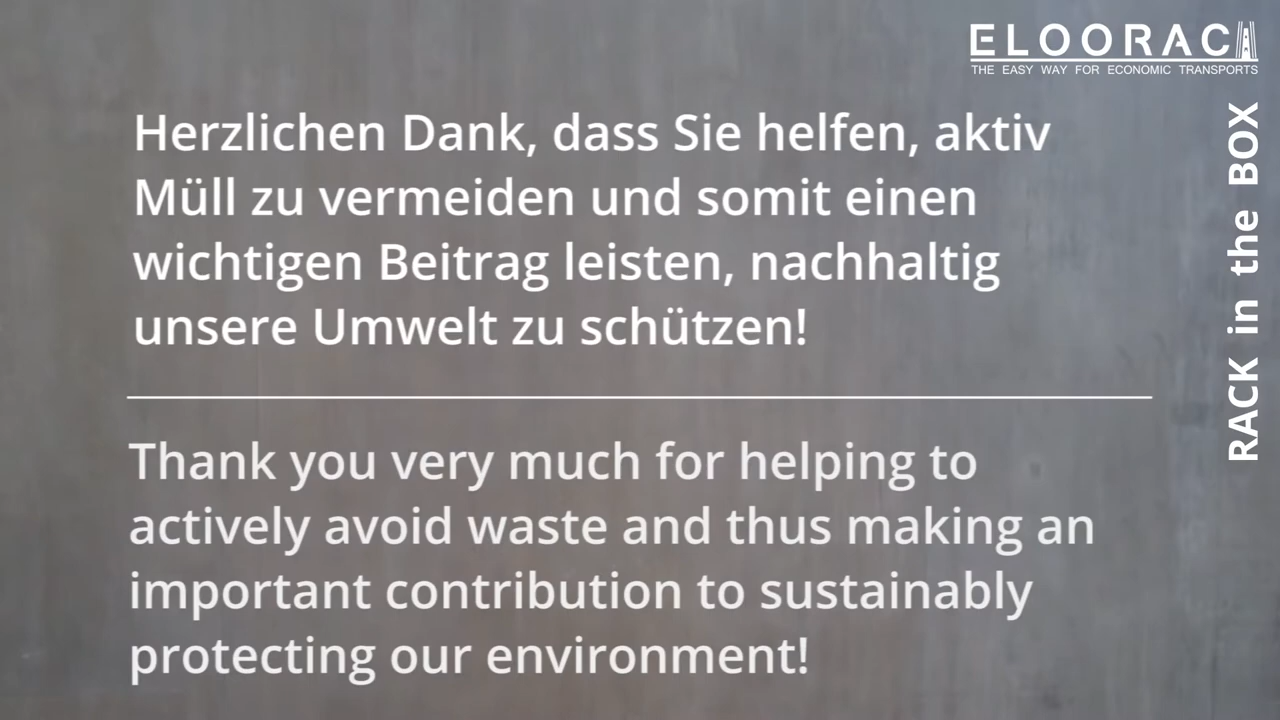 ELOORAC
THE EASY WAY FOR ECONOMIC TRANSPORTS
RACK in the BOX
Herzlichen Dank, dass Sie helfen, aktiv
Müll zu vermeiden und somit einen
wichtigen Beitrag leisten, nachhaltig
unsere Umwelt zu schützen!
Thank you very much for helping to
actively avoid waste and thus making an
important contribution to sustainably
protecting our environment!